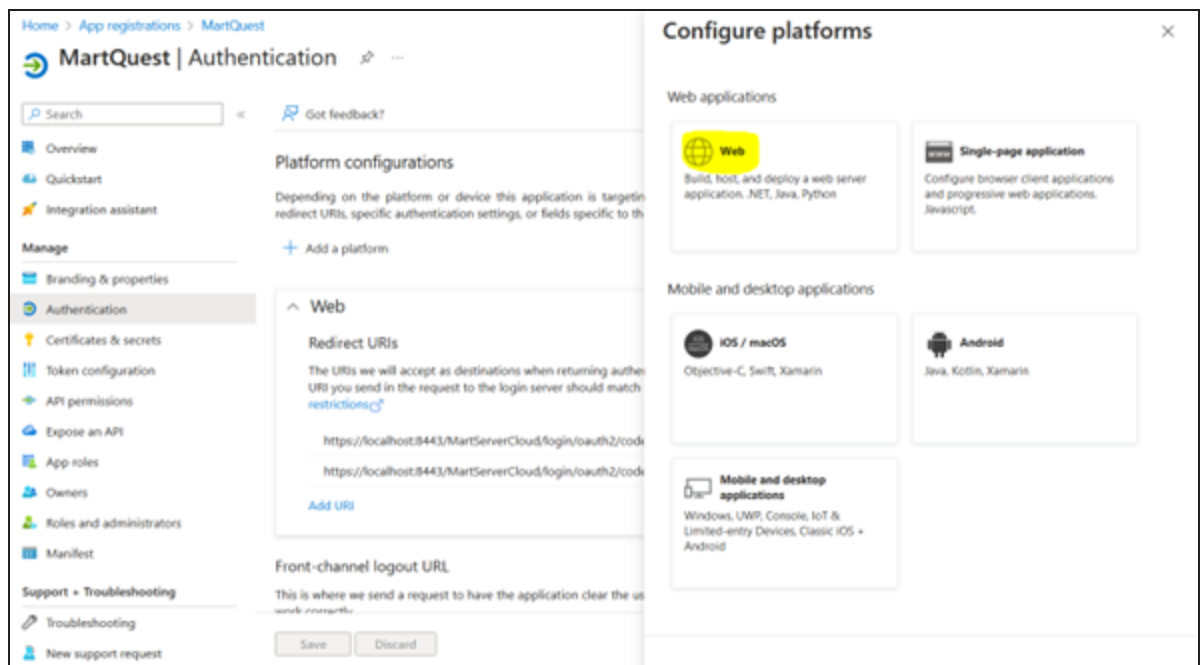 Home > App registrations > MartQuest
MartQuest | Authentication
Search
Got feedback?
Overview
Quickstart
Integration assistant
Manage
Branding & properties
Authentication
Certificates & secrets
Token configuration
API permissions
Expose an API
App roles
Owners
Roles and administrators
Manifest
Support + Troubleshooting
Troubleshooting
New support request
Platform configurations
Depending on the platform or device this application is
redirect URIs, specific authentication settings, or fields specific to
Add a platform
Web
Redirect URIs
The URIs we will accept as destinations when returning
URI you send in the request to the login server should match
restrictions
https://localhost:8443/MartServerCloud/login/oauth2/code
https://localhost:8443/MartServerCloud/login/oauth2/code
Add URI
Front-channel logout URL
This is where we send a request to have the application clear the
work correctly.
Save
Discard
Configure platforms
Web applications
Web
Build, host, and deploy a web server
application. .NET, Java, Python
Single-page application
Configure browser client applications
and progressive web applications.
Javascript.
Mobile and desktop applications
iOS / macOS
Objective-C, Swift, Xamarin
Android
Java, Kotlin, Xamarin
Mobile and desktop
applications
Windows, UWP, Console, IoT &
Limited-entry Devices, Classic iOS +
Android